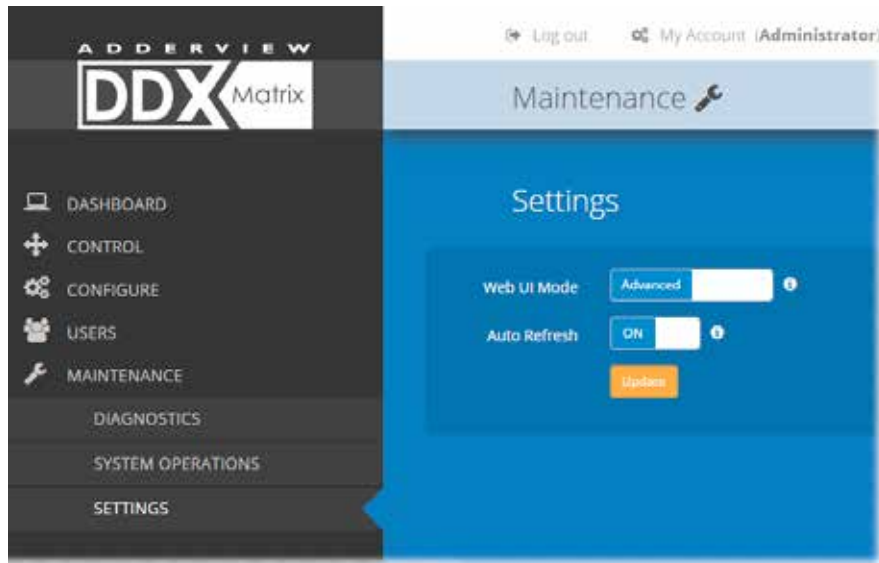 ADDERVIEW
DDX Matrix
Log out My Account (Administrator)
Maintenance
DASHBOARD
CONTROL
CONFIGURE
USERS
MAINTENANCE
DIAGNOSTICS
SYSTEM OPERATIONS
SETTINGS
Settings
Web UI Mode Advanced
Auto Refresh ON
Update